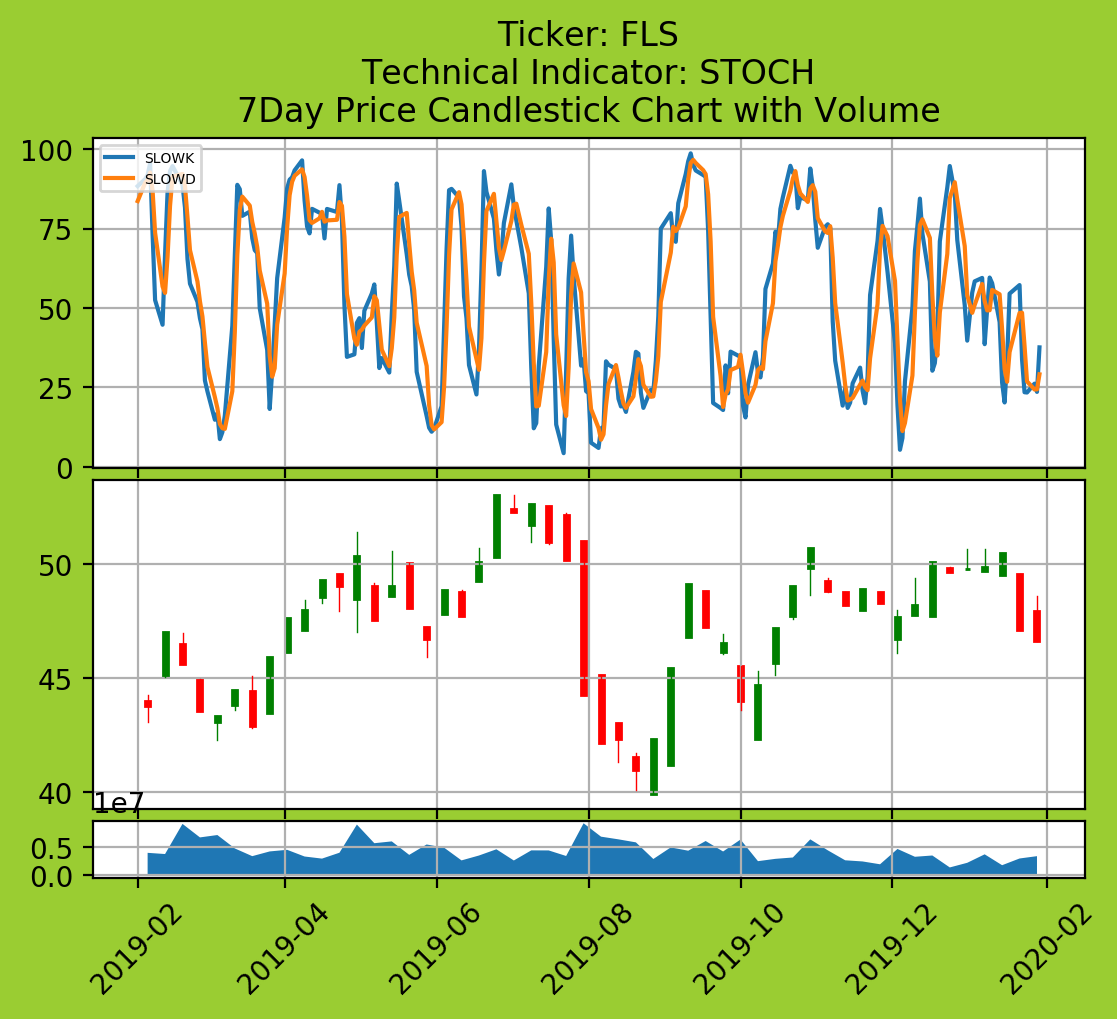 Ticker: FLS
Technical Indicator: STOCH
7Day Price Candlestick Chart with Volume
100
SLOWK
SLOWD
75
50
25
0
50
45
40
1e7
0.5
0.0
2019-02
2019-04
2019-06
2019-08
2019-10
2019-12
2020-02